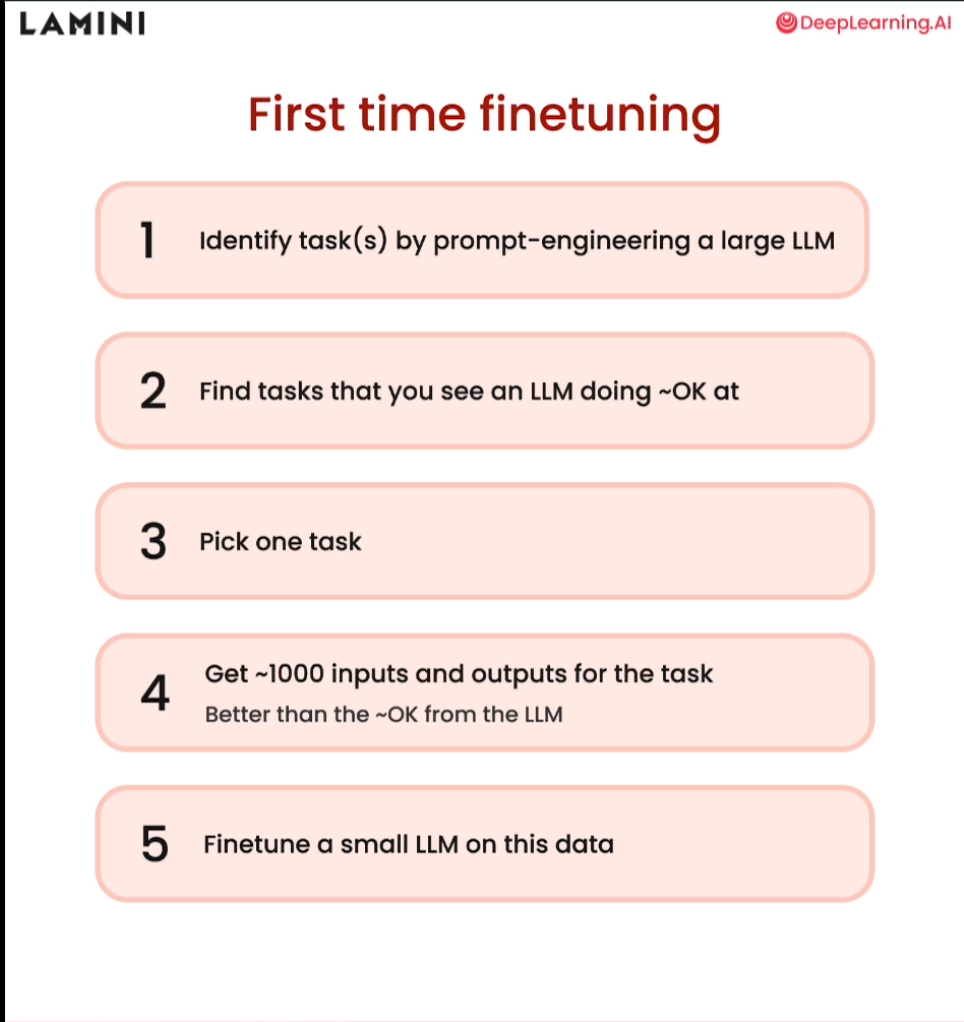 LAMINI
DeepLearning.AI
First time finetuning
1 Identify task(s) by prompt-engineering a large LLM
2 Find tasks that you see an LLM doing ~OK at
3 Pick one task
4 Get ~1000 inputs and outputs for the task
Better than the ~OK from the LLM
5 Finetune a small LLM on this data